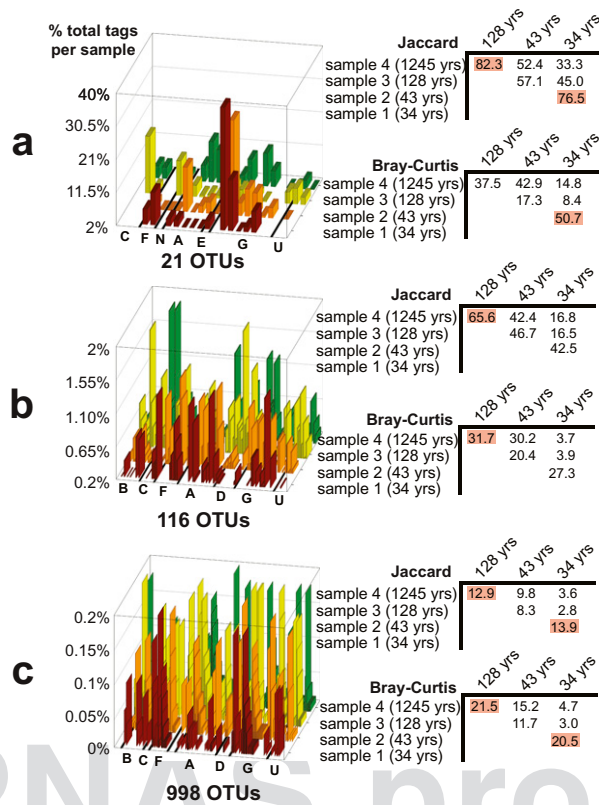 % total tags
per sample
40%
30.5%
21%
11.5%
2%
a
C F N A E G U
21 OTUs
Jaccard 128 yrs 43 yrs 34 yrs
sample 4 (1245 years) 82.3 52.4 33.3
sample 3 (128 years) 57.1 45.0
sample 2 (43 yrs) 76.5
sample 1 (34 yrs)
Bray-Curtis 128 yrs 43 yrs 34 yrs
sample 4 (1245 years) 37.5 42.9 14.8
sample 3 (128 years) 17.3 8.4
sample 2 (43 yrs) 50.7
sample 1 (34 yrs)
2%
1.55%
1.10%
0.65%
0.2%
b
B C F A D G U
116 OTUs
Jaccard 128 yrs 43 yrs 34 yrs
sample 4 (1245 years) 65.6 42.4 16.8
sample 3 (128 years) 46.7 16.5
sample 2 (43 yrs) 42.5
sample 1 (34 yrs)
Bray-Curtis 128 yrs 43 yrs 34 yrs
sample 4 (1245 years) 31.7 30.2 3.7
sample 3 (128 years) 20.4 3.9
sample 2 (43 yrs) 27.3
sample 1 (34 yrs)
0.2%
0.15%
0.1%
0.05%
0%
c
B C F A D G U
998 OTUs
Jaccard 128 yrs 43 yrs 34 yrs
sample 4 (1245 years) 12.9 9.8 3.6
sample 3 (128 years) 8.3 2.8
sample 2 (43 yrs) 13.9
sample 1 (34 yrs)
Bray-Curtis 128 yrs 43 yrs 34 yrs
sample 4 (1245 years) 21.5 15.2 4.7
sample 3 (128 years) 11.7 3.0
sample 2 (43 yrs) 20.5
sample 1 (34 yrs)